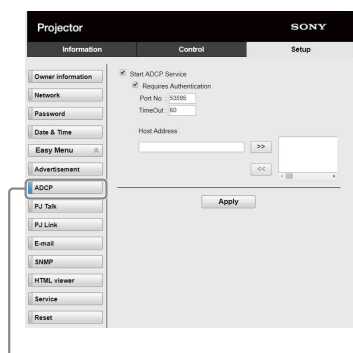 Projector
SONY
Information
Control
Setup
Owner information
Network
Password
Date & Time
Easy Menu
Advertisement
ADCP
PJ Talk
PJ Link
E-mail
SNMP
HTML viewer
Service
Reset
Start ADCP Service
Requires Authentication
Port No. : 53595
TimeOut : 60
Host Address
>>
<<
Apply